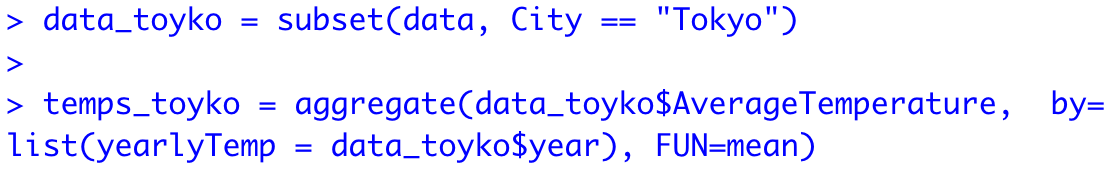 > data_toyko = subset(data, City == "Tokyo")
>
> temps_toyko = aggregate(data_toyko$AverageTemperature,  by=
list(yearlyTemp = data_toyko$year), FUN=mean)